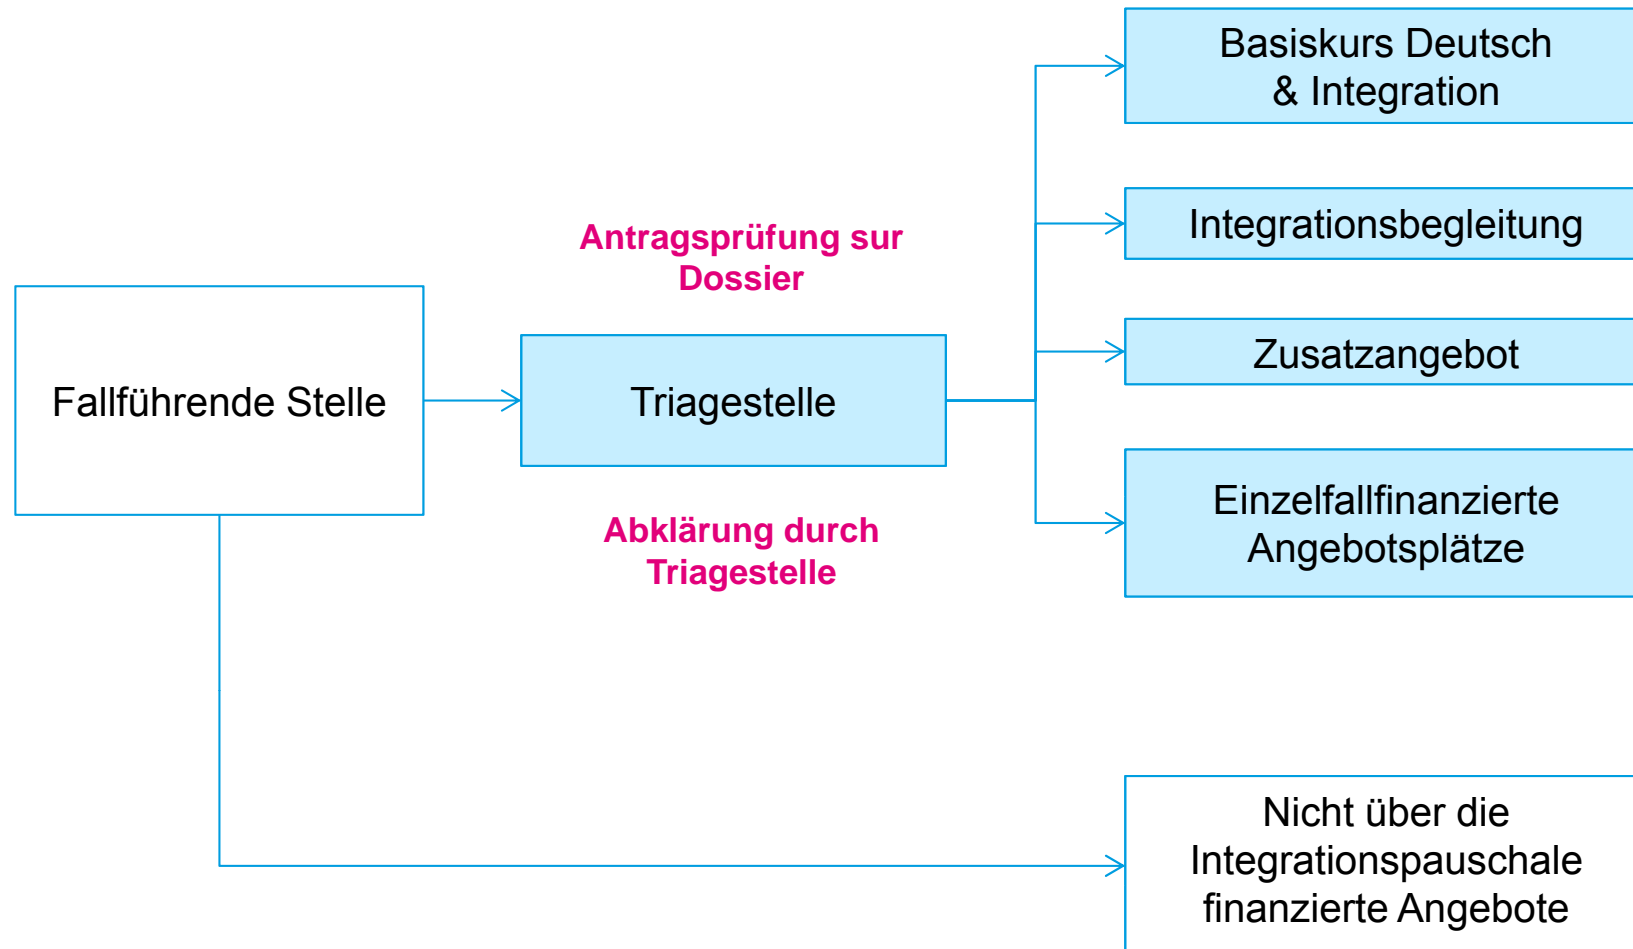 Fallführende Stelle
Antragsprüfung sur
Dossier
Triagestelle
Abklärung durch
Triagestelle
Basiskurs Deutsch
& Integration
Integrationsbegleitung
Zusatzangebot
Einzelfallfinanzierte
Angebotsplätze
Nicht über die
Integrationspauschale
finanzierte Angebote